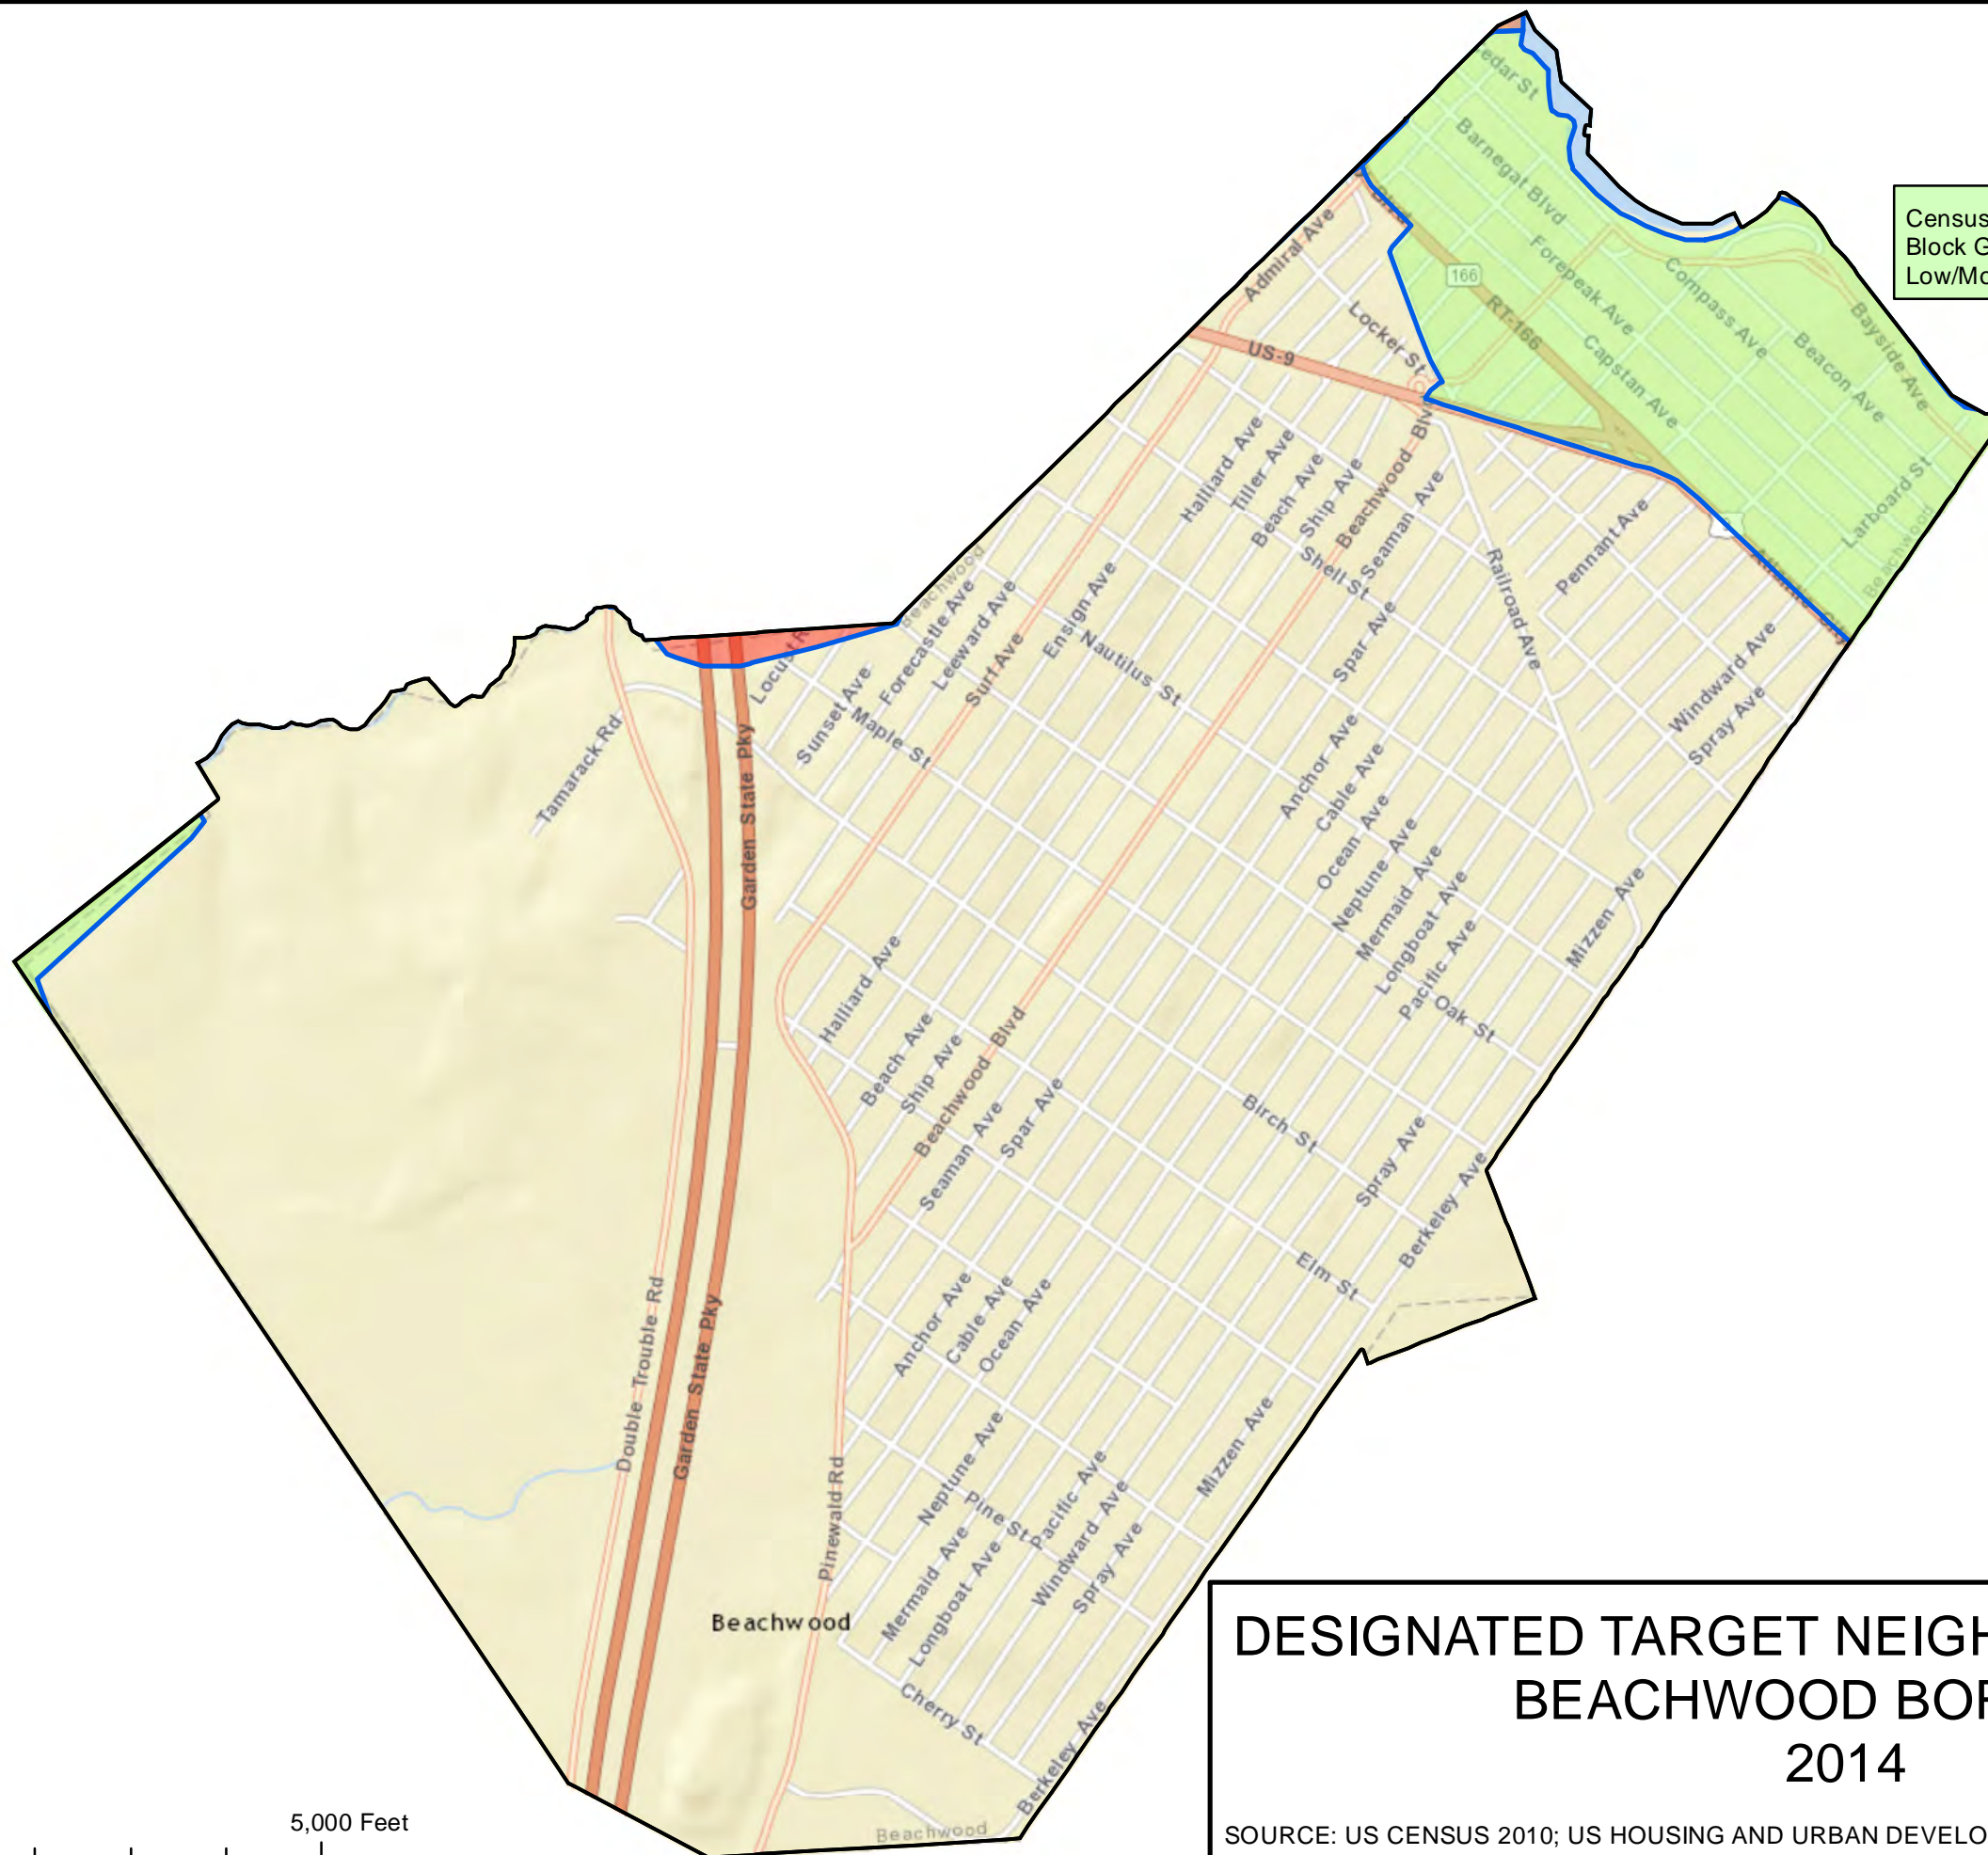 edar St
Barnegat Blvd
Forepeak Ave
Compass Ave
Beacon Ave
Bayside Ave
Capstan Ave
Larboard St
Beachwood
166
RT-166
Blvd
Admiral Ave
Locker St
US-9
9
Atlantic City
Census
Block G
Low/Mo
Halliard Ave
Tiller Ave
Beach Ave
Ship Ave
Beachwood Blvd
Seaman Ave
Shell St
Railroad Ave
Pennant Ave
Windward Ave
Spray Ave
Spar Ave
Beachwood
Forecastle Ave
Leeward Ave
Surf Ave
Ensign Ave
Nautilus St
Locust R
Sunset Ave
Maple St
Tamarack Rd
Garden State Pky
Anchor Ave
Cable Ave
Ocean Ave
Neptune Ave
Mermaid Ave
Longboat Ave
Pacific Ave
Oak St
Mizzen Ave
Halliard Ave
Beach Ave
Ship Ave
Beachwood Blvd
Seaman Ave
Spar Ave
Birch St
Spray Ave
Berkeley Ave
Elm St
Double Trouble Rd
Garden State Pky
Anchor Ave
Cable Ave
Ocean Ave
Pinewald Rd
Neptune Ave
Pine St
Pacific Ave
Mizzen Ave
Mermaid Ave
Longboat Ave
Windward Ave
Spray Ave
Beachwood
Cherry St
Berkeley Ave
Beachwood
5,000 Feet
DESIGNATED TARGET NEIGH
BEACHWOOD BOR
2014
SOURCE: US CENSUS 2010; US HOUSING AND URBAN DEVELO